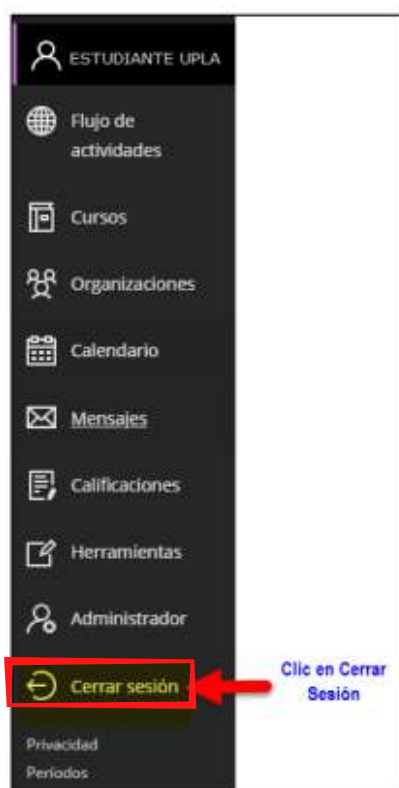 ESTUDIANTE UPLA
Flujo de
actividades
Cursos
Organizaciones
Calendario
Mensajes
Calificaciones
Herramientas
Administrador
Cerrar sesión
Clic en Cerrar
Sesión
Privacidad
Períodos